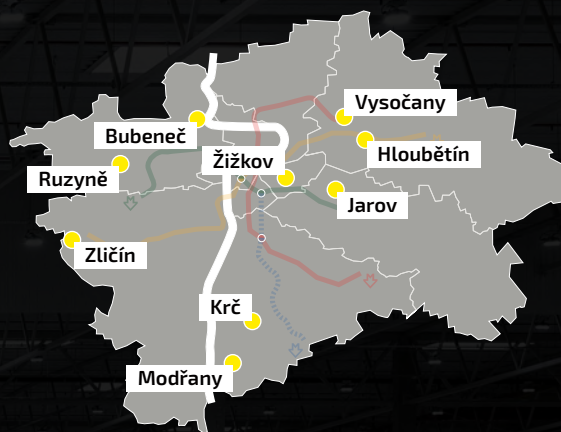 Vysočany
Bubeneč
Hloubětín
Žižkov
Ruzyně
Jarov
Zličín
Krč
Modřany